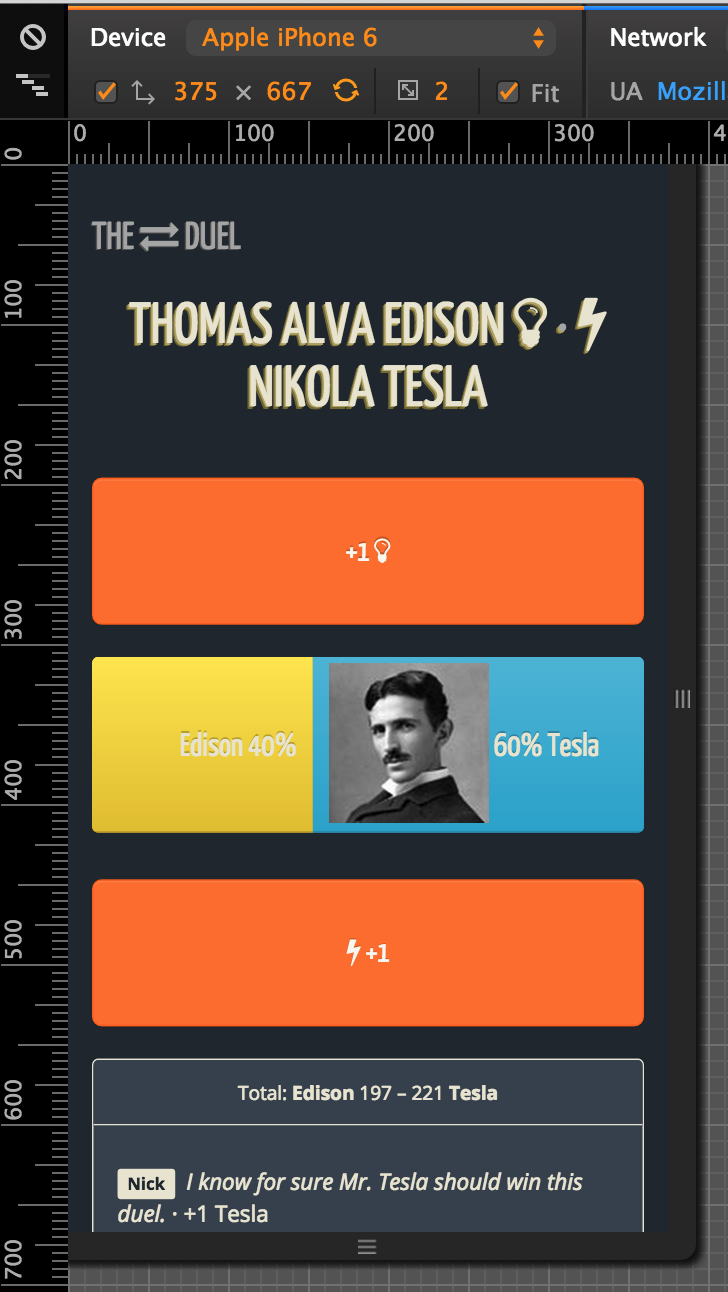 Device Apple iPhone 6 Network
375 × 667 2 Fit UA Mozill
0 100 200 300 4
0
100
200
300
400
500
600
700
THE DUEL
THOMAS ALVA EDISON ·
NIKOLA TESLA
+1
Edison 40% 60% Tesla
+1
Total: Edison 197 – 221 Tesla
Nick I know for sure Mr. Tesla should win this
duel. · +1 Tesla